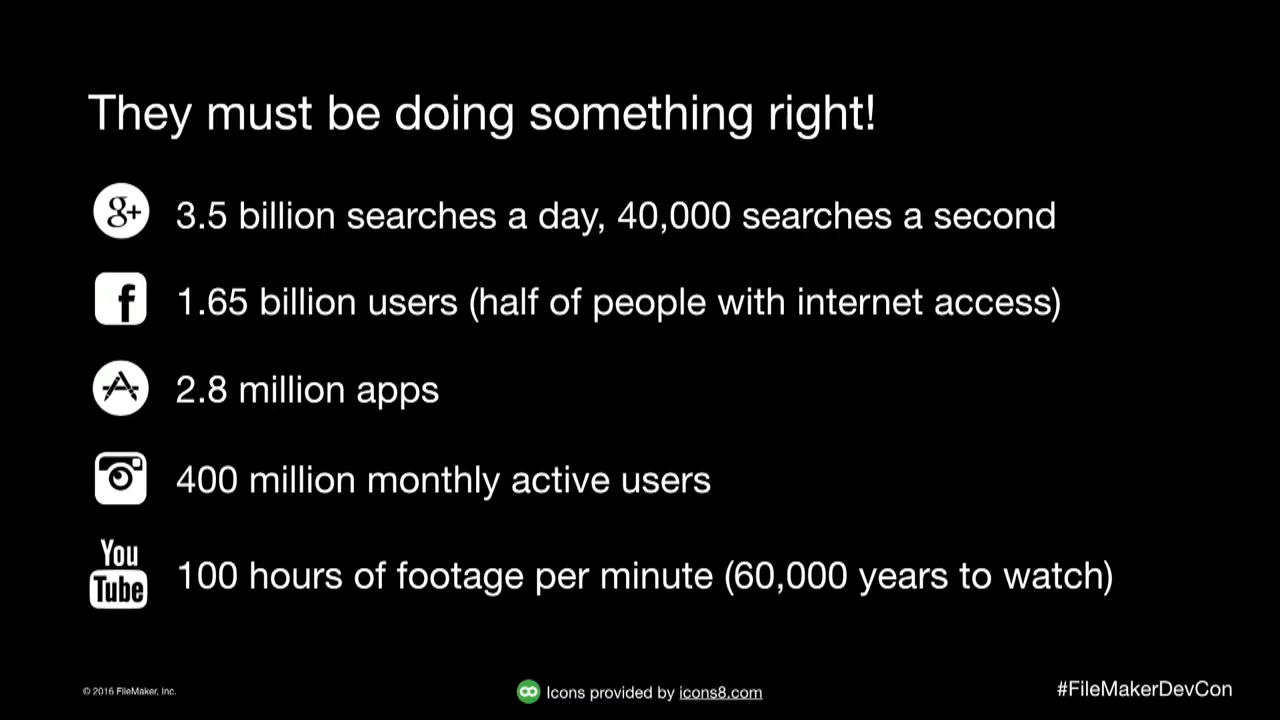 They must be doing something right!
g+ 3.5 billion searches a day, 40,000 searches a second
f 1.65 billion users (half of people with internet access)
2.8 million apps
400 million monthly active users
You
Tube 100 hours of footage per minute (60,000 years to watch)
© 2016 FileMaker, Inc. Icons provided by icons8.com #FileMakerDevCon